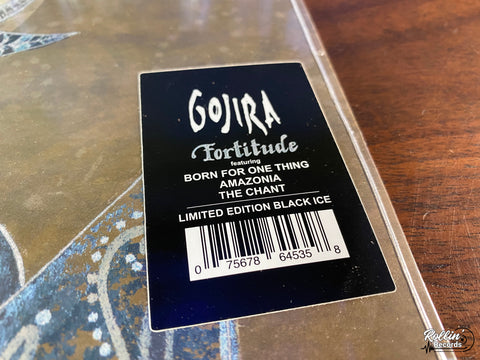 GOJIRA
Fortitude
featuring
BORN FOR ONE THING
AMAZONIA
THE CHANT
LIMITED EDITION BLACK ICE
0 75678 64535 8
Rollin'
Records